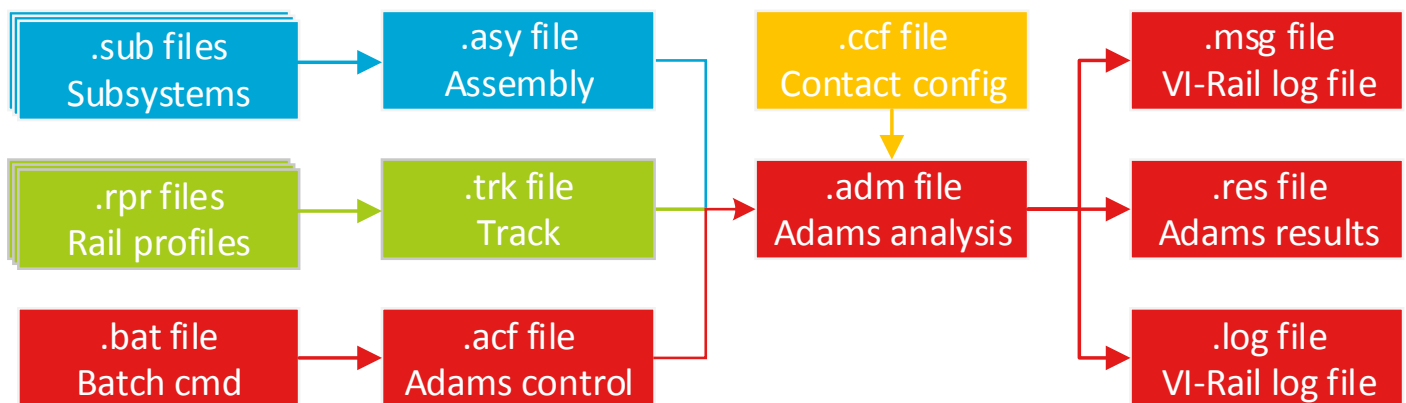 .sub files
Subsystems
.asy file
Assembly
.ccf file
Contact config
.msg file
VI-Rail log file
.rpr files
Rail profiles
.trk file
Track
.adm file
Adams analysis
.res file
Adams results
.bat file
Batch cmd
.acf file
Adams control
.log file
VI-Rail log file